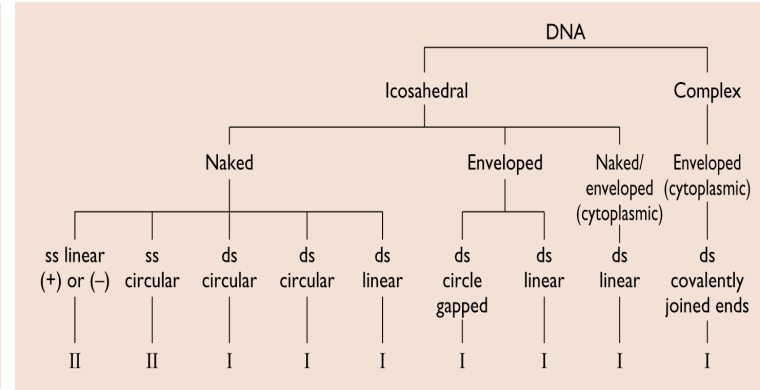 DNA
Icosahedral Complex
Naked Enveloped Naked/ Enveloped
enveloped (cytoplasmic)
(cytoplasmic)
ss linear ss ds ds ds ds ds ds ds
(+) or (–) circular circular circular linear circle linear linear covalently
gapped joined ends
II II I I I I I I I